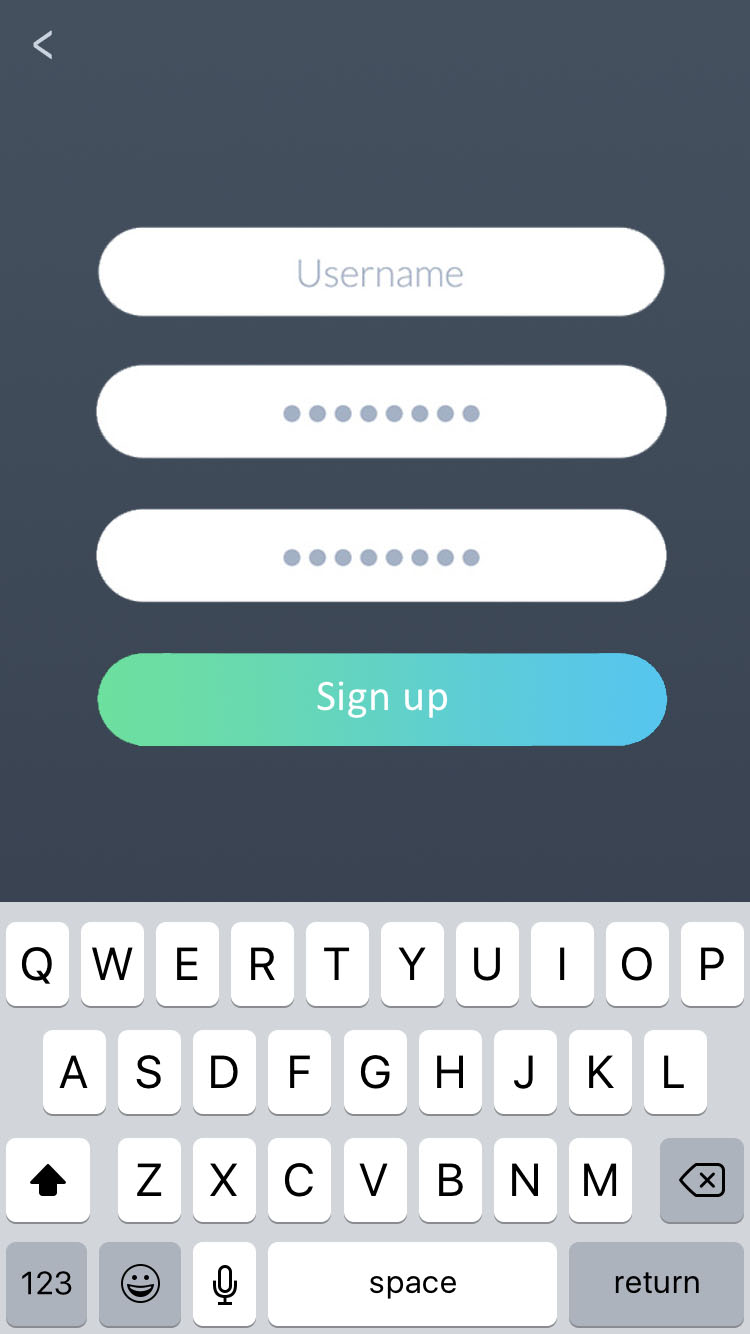 <
Username
••••••••
••••••••
Sign up
Q W E R T Y U I O P
A S D F G H J K L
Z X C V B N M
123 space return